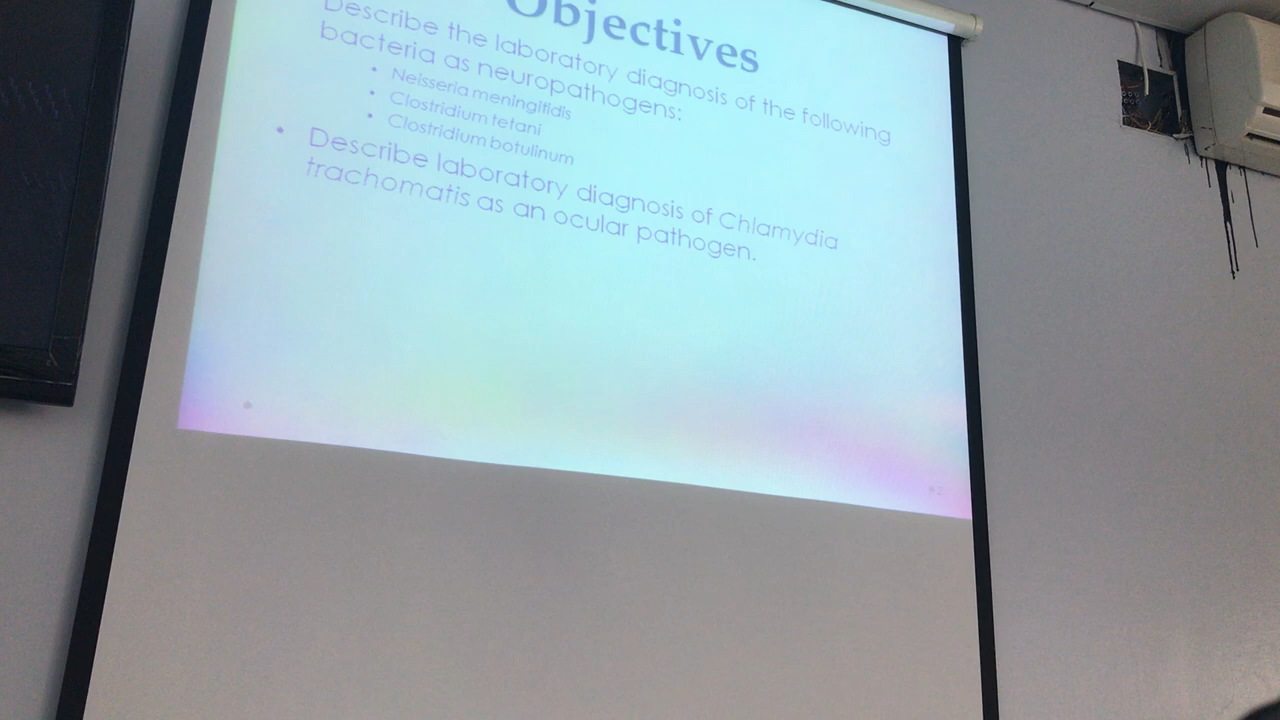 Objectives
Describe the laboratory diagnosis of the following
bacteria as neuropathogens:
• Neisseria meningitidis
• Clostridium tetani
• Clostridium botulinum
• Describe laboratory diagnosis of Chlamydia
trachomatis as an ocular pathogen.
•2